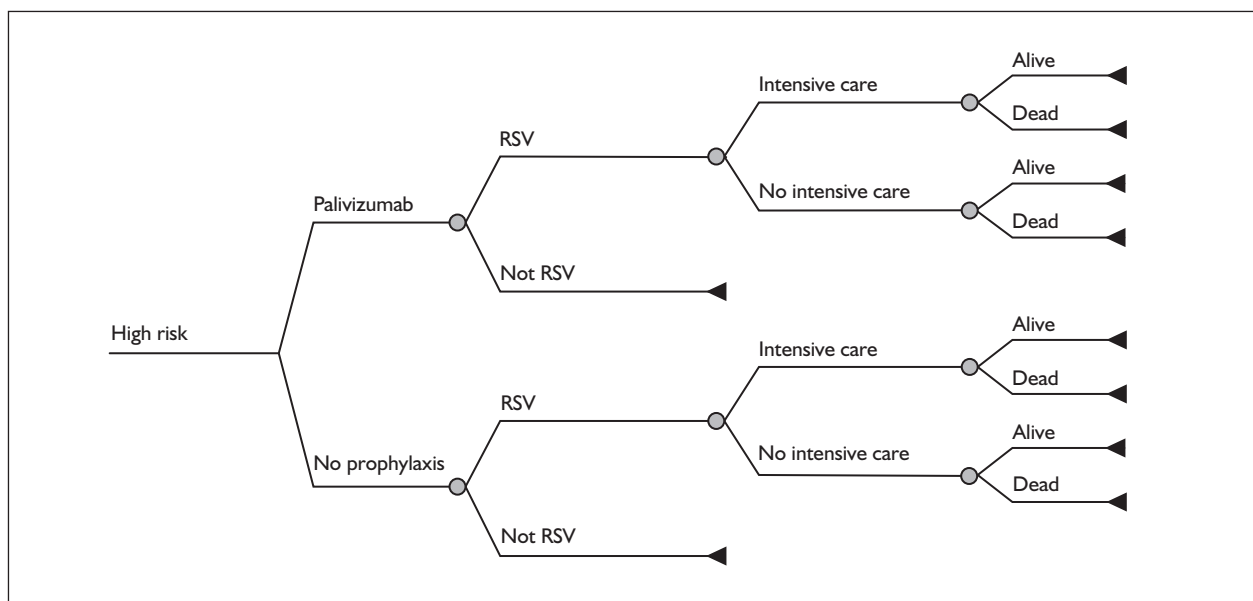 Alive
Intensive care
Dead
RSV
Alive
No intensive care
Palivizumab
Dead
Not RSV
Alive
High risk
Intensive care
Dead
RSV
Alive
No intensive care
No prophylaxis
Dead
Not RSV